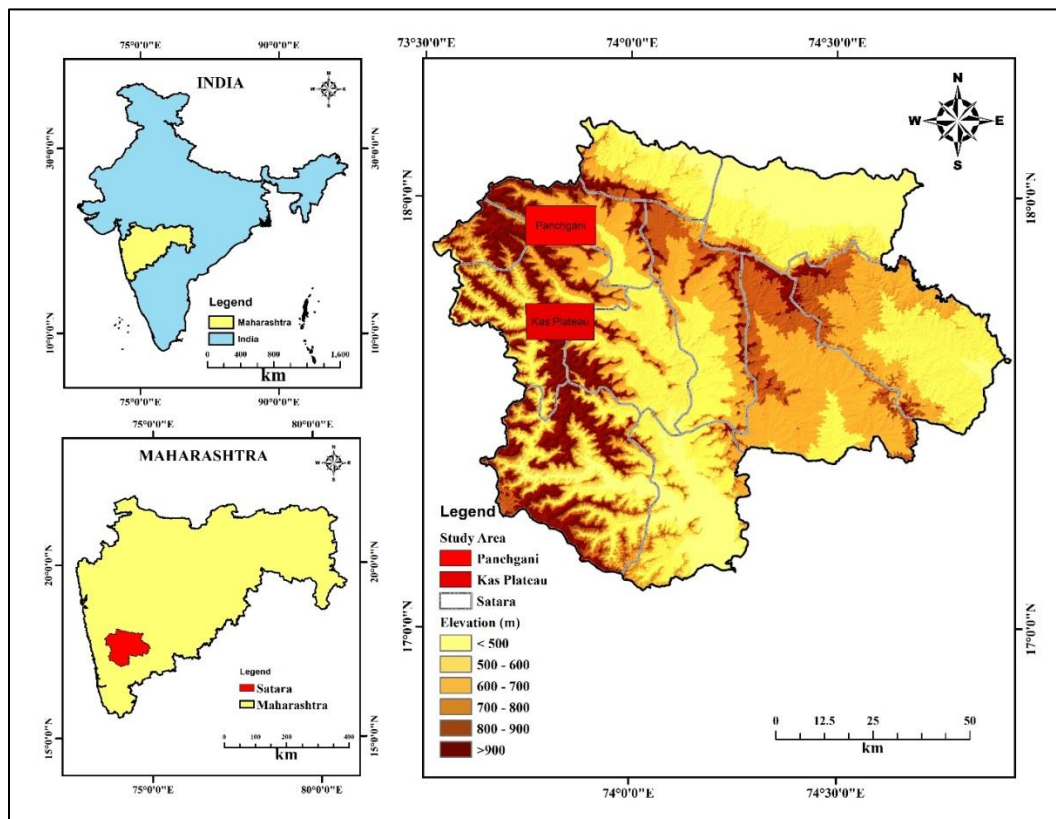 75°0'0"E 90°0'0"E
INDIA
N
W E
S
30°0'0"N 30°0'0"N
10°0'0"N 10°0'0"N
Legend
Maharashtra
India
0 400 800 1,600
km
75°0'0"E 90°0'0"E
75°0'0"E 80°0'0"E
MAHARASHTRA
N
W E
S
20°0'0"N 20°0'0"N
15°0'0"N 15°0'0"N
Legend
Satara
Maharashtra
0 100 200 400
km
75°0'0"E 80°0'0"E
73°30'0"E 74°0'0"E 74°30'0"E
N
W E
S
18°0'0"N 18°0'0"N
Panchgani
Kas Plateau
17°0'0"N 17°0'0"N
Legend
Study Area
Panchgani
Kas Plateau
Satara
Elevation (m)
< 500
500 - 600
600 - 700
700 - 800
800 - 900
>900
0 12.5 25 50
km
74°0'0"E 74°30'0"E